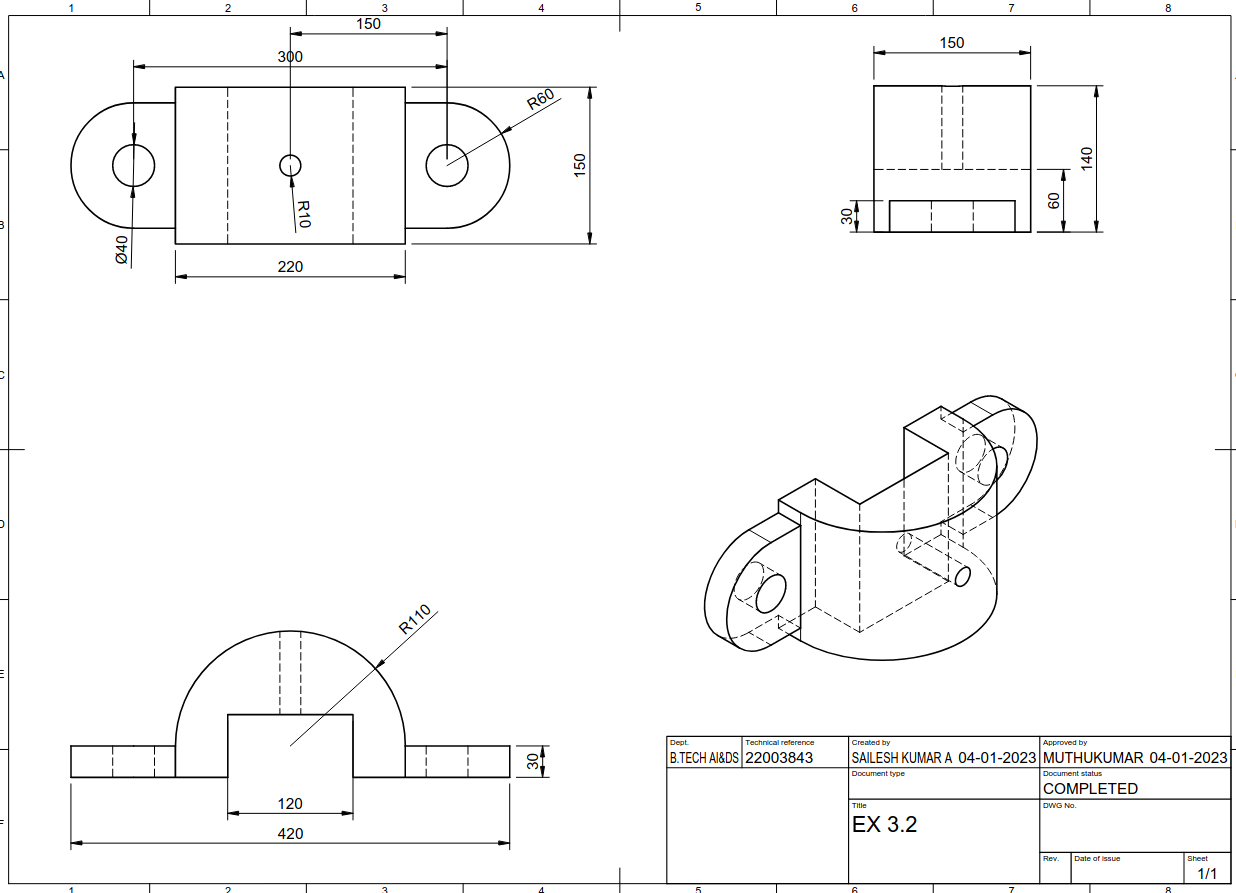 1 2 3 4 5 6 7 8
A
B
C
D
E
F
150
300
R60
150
R10
Ø40
220
150
140
60
30
R110
30
120
420
Dept. Technical reference Created by Approved by
B.TECH AI&DS 22003843 SAILESH KUMAR A 04-01-2023 MUTHUKUMAR 04-01-2023
Document type Document status
COMPLETED
Title DWG No.
EX 3.2
Rev. Date of issue Sheet
1/1
1 2 3 4 5 6 7 8